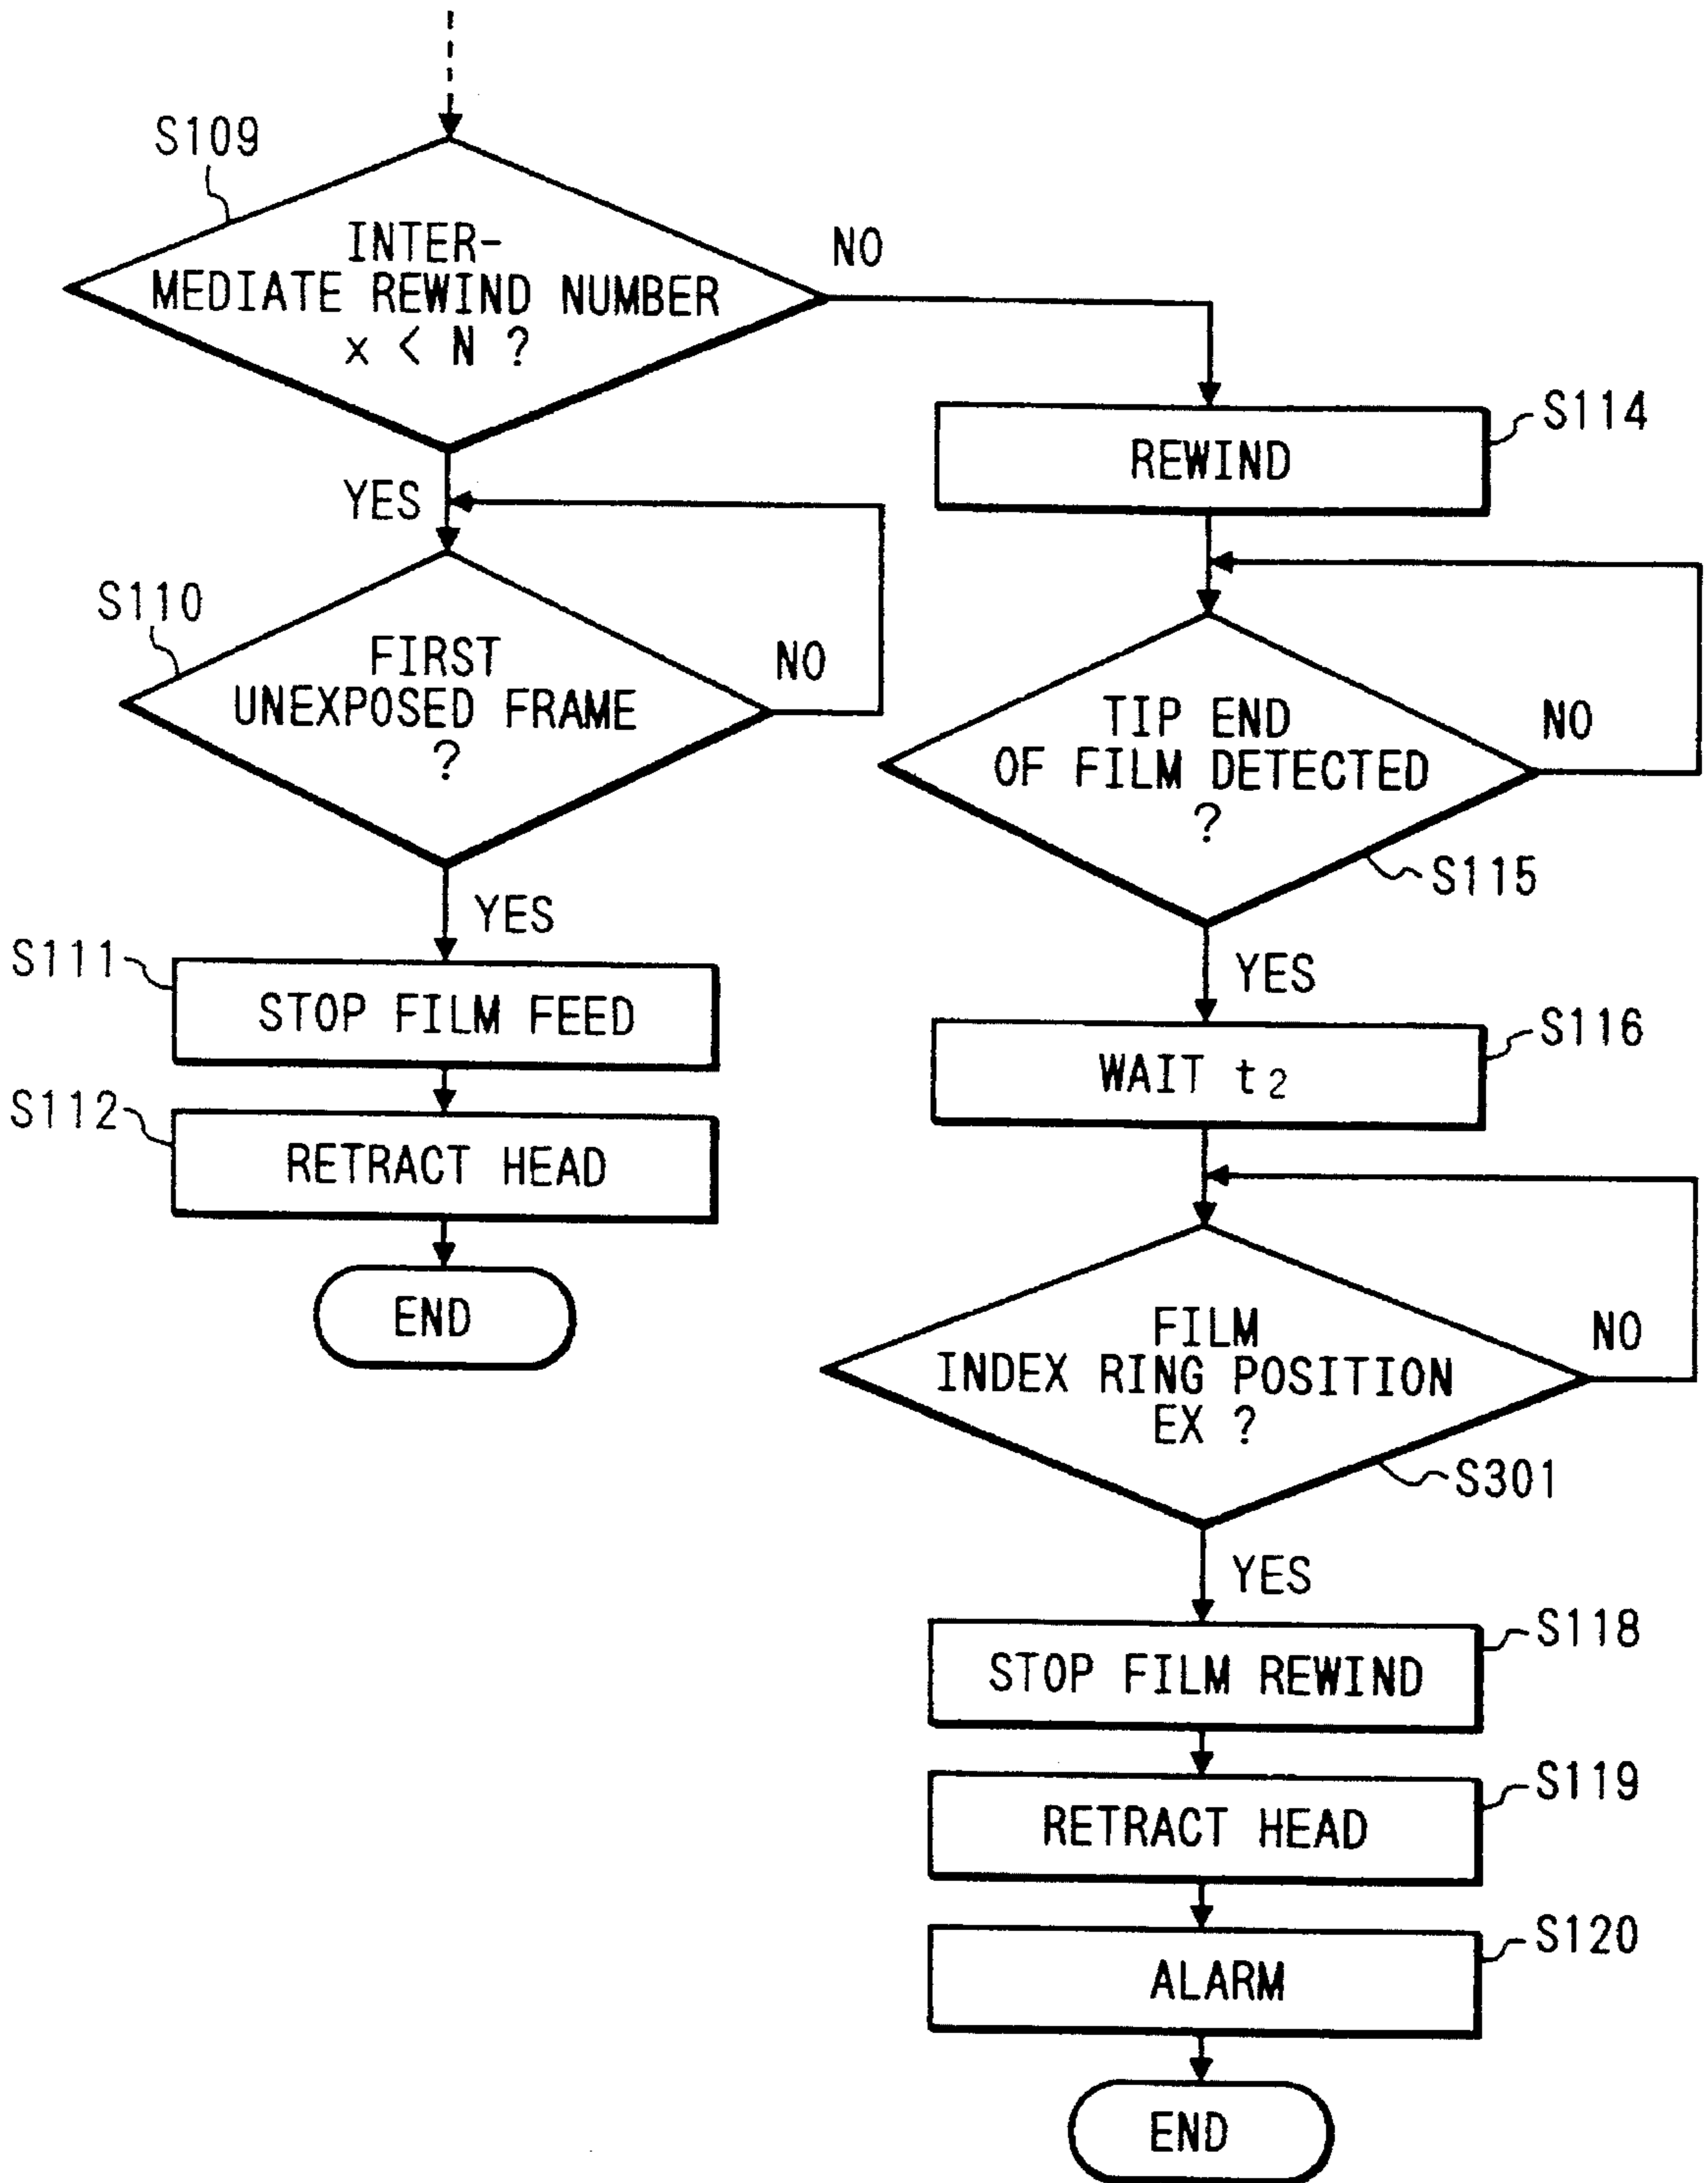 S109
INTER-
MEDIATE REWIND NUMBER
x < N ?
NO
YES
S110
FIRST
UNEXPOSED FRAME
?
NO
YES
S111
STOP FILM FEED
S112
RETRACT HEAD
END
S114
REWIND
TIP END
OF FILM DETECTED
?
NO
S115
YES
S116
WAIT t2
FILM
INDEX RING POSITION
EX ?
NO
S301
YES
S118
STOP FILM REWIND
S119
RETRACT HEAD
S120
ALARM
END